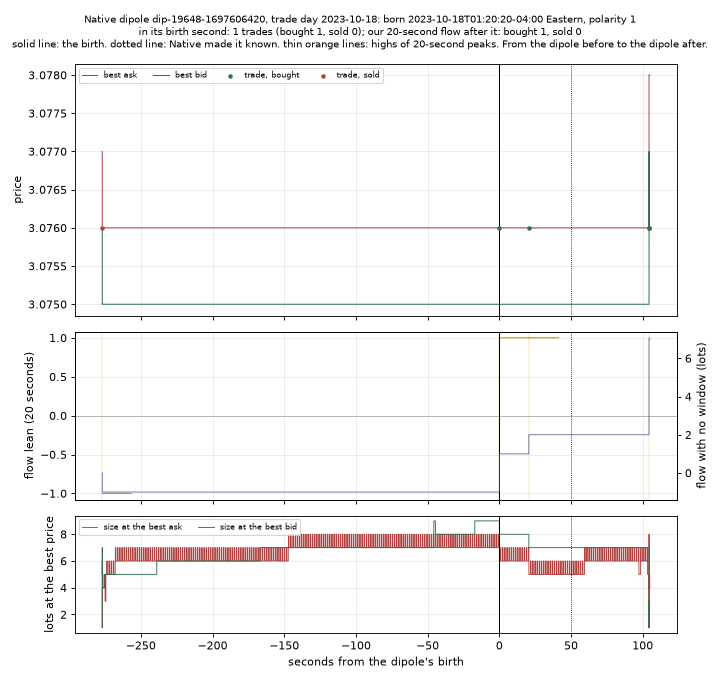 Native dipole dip-19648-1697606420, trade day 2023-10-18: born 2023-10-18T01:20:20-04:00 Eastern, polarity 1
in its birth second: 1 trades (bought 1, sold 0); our 20-second flow after it: bought 1, sold 0
solid line: the birth. dotted line: Native made it known. thin orange lines: highs of 20-second peaks. From the dipole before to the dipole after.
best ask
best bid
trade, bought
trade, sold
3.0780
3.0775
3.0770
3.0765
3.0760
3.0755
3.0750
price
1.0
0.5
0.0
−0.5
−1.0
flow lean (20 seconds)
6
4
2
0
flow with no window (lots)
size at the best ask
size at the best bid
8
6
4
2
lots at the best price
−250
−200
−150
−100
−50
0
50
100
seconds from the dipole's birth